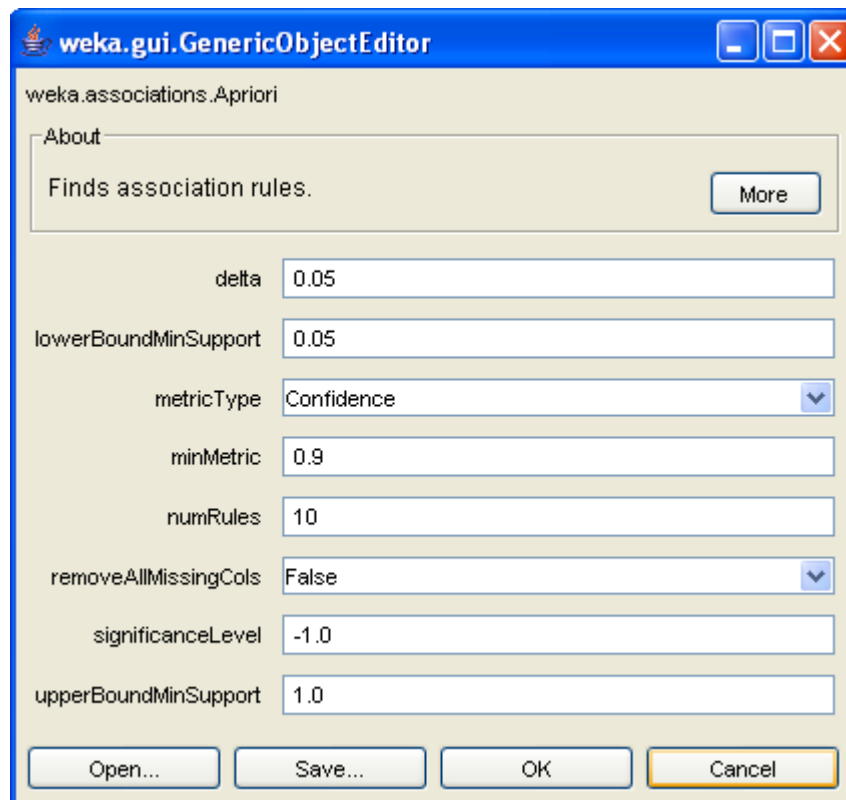 weka.gui.GenericObjectEditor
weka.associations.Apriori
About
Finds association rules.
More
delta 0.05
lowerBoundMinSupport 0.05
metricType Confidence
minMetric 0.9
numRules 10
removeAllMissingCols False
significanceLevel -1.0
upperBoundMinSupport 1.0
Open... Save... OK Cancel